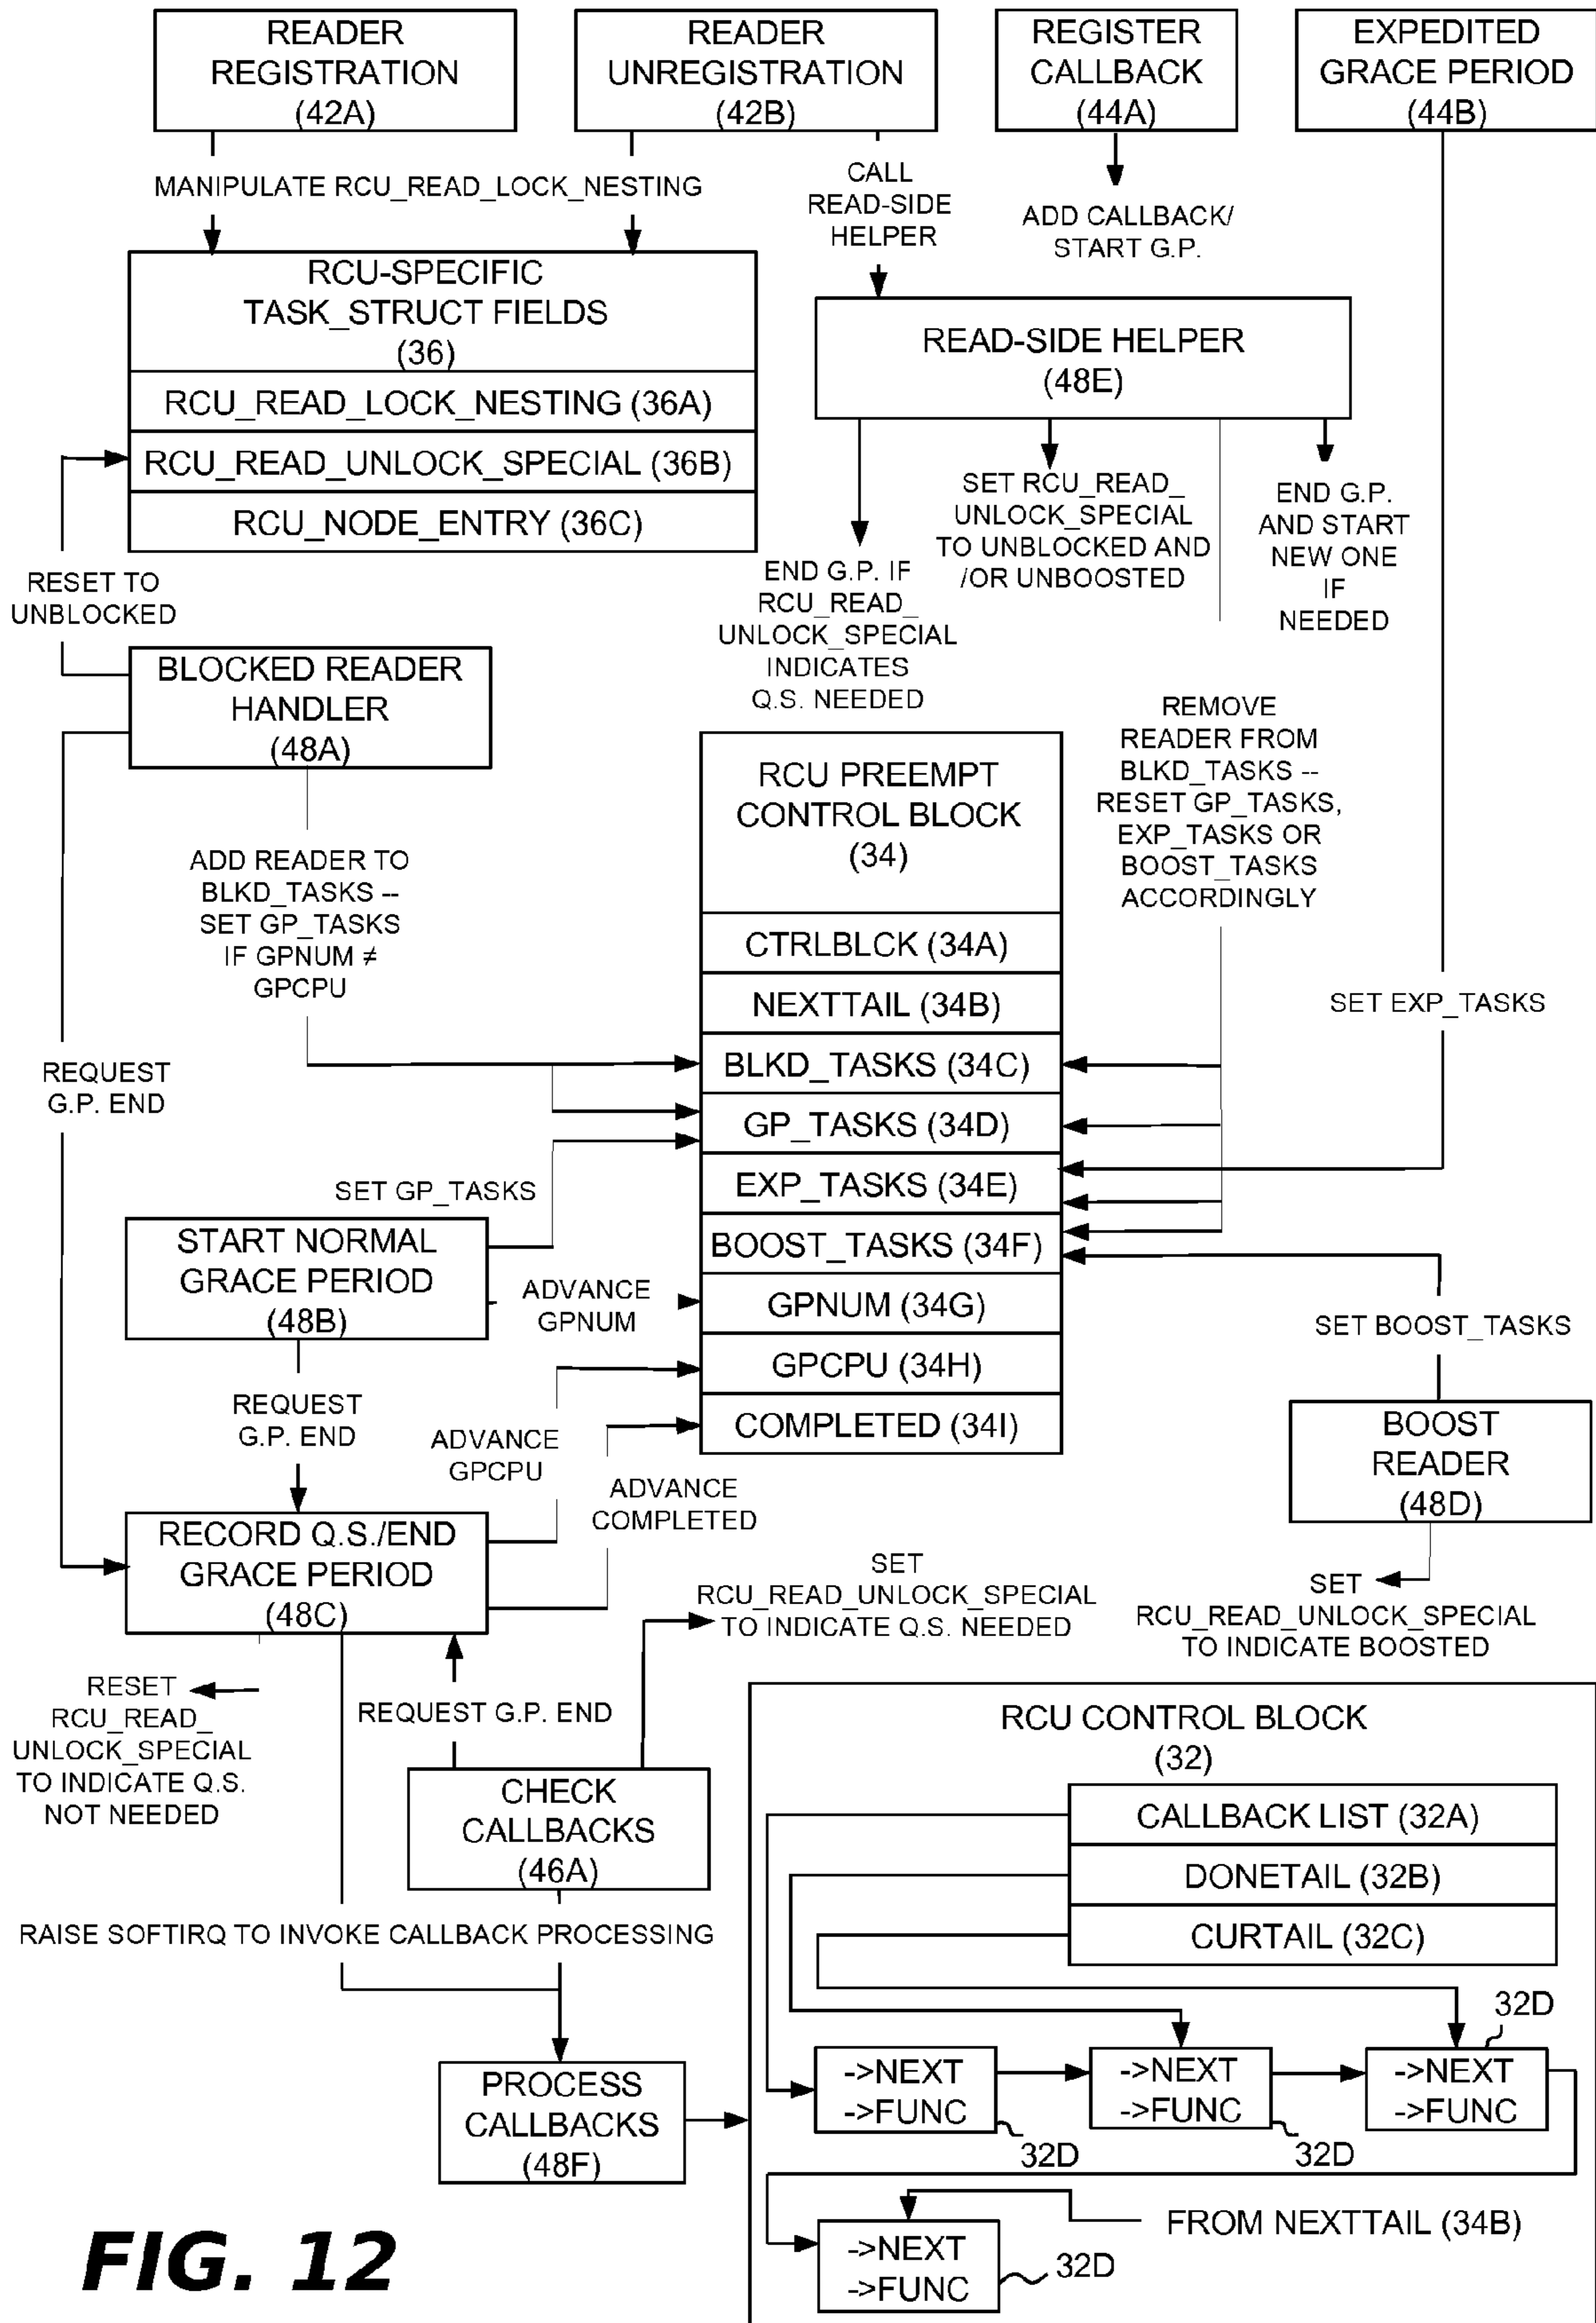 READER
REGISTRATION
(42A)
READER
UNREGISTRATION
(42B)
REGISTER
CALLBACK
(44A)
EXPEDITED
GRACE PERIOD
(44B)
MANIPULATE RCU_READ_LOCK_NESTING
CALL
READ-SIDE
HELPER
ADD CALLBACK/
START G.P.
RCU-SPECIFIC
TASK_STRUCT FIELDS
(36)
RCU_READ_LOCK_NESTING (36A)
RCU_READ_UNLOCK_SPECIAL (36B)
RCU_NODE_ENTRY (36C)
READ-SIDE HELPER
(48E)
END G.P. IF
RCU_READ_
UNLOCK_SPECIAL
INDICATES
Q.S. NEEDED
SET RCU_READ_
UNLOCK_SPECIAL
TO UNBLOCKED AND
/OR UNBOOSTED
END G.P.
AND START
NEW ONE
IF
NEEDED
RESET TO
UNBLOCKED
BLOCKED READER
HANDLER
(48A)
REMOVE
READER FROM
BLKD_TASKS --
RESET GP_TASKS,
EXP_TASKS OR
BOOST_TASKS
ACCORDINGLY
ADD READER TO
BLKD_TASKS --
SET GP_TASKS
IF GPNUM ≠
GPCPU
RCU PREEMPT
CONTROL BLOCK
(34)
CTRLBLCK (34A)
NEXTTAIL (34B)
BLKD_TASKS (34C)
GP_TASKS (34D)
EXP_TASKS (34E)
BOOST_TASKS (34F)
GPNUM (34G)
GPCPU (34H)
COMPLETED (34I)
SET EXP_TASKS
REQUEST
G.P. END
SET GP_TASKS
START NORMAL
GRACE PERIOD
(48B)
ADVANCE
GPNUM
SET BOOST_TASKS
REQUEST
G.P. END
ADVANCE
GPCPU
ADVANCE
COMPLETED
BOOST
READER
(48D)
RECORD Q.S./END
GRACE PERIOD
(48C)
SET
RCU_READ_UNLOCK_SPECIAL
TO INDICATE Q.S. NEEDED
SET
RCU_READ_UNLOCK_SPECIAL
TO INDICATE BOOSTED
RESET
RCU_READ_
UNLOCK_SPECIAL
TO INDICATE Q.S.
NOT NEEDED
REQUEST G.P. END
CHECK
CALLBACKS
(46A)
RAISE SOFTIRQ TO INVOKE CALLBACK PROCESSING
PROCESS
CALLBACKS
(48F)
RCU CONTROL BLOCK
(32)
CALLBACK LIST (32A)
DONETAIL (32B)
CURTAIL (32C)
32D
->NEXT
->FUNC
32D
->NEXT
->FUNC
32D
->NEXT
->FUNC
FROM NEXTTAIL (34B)
->NEXT
->FUNC
32D
FIG. 12